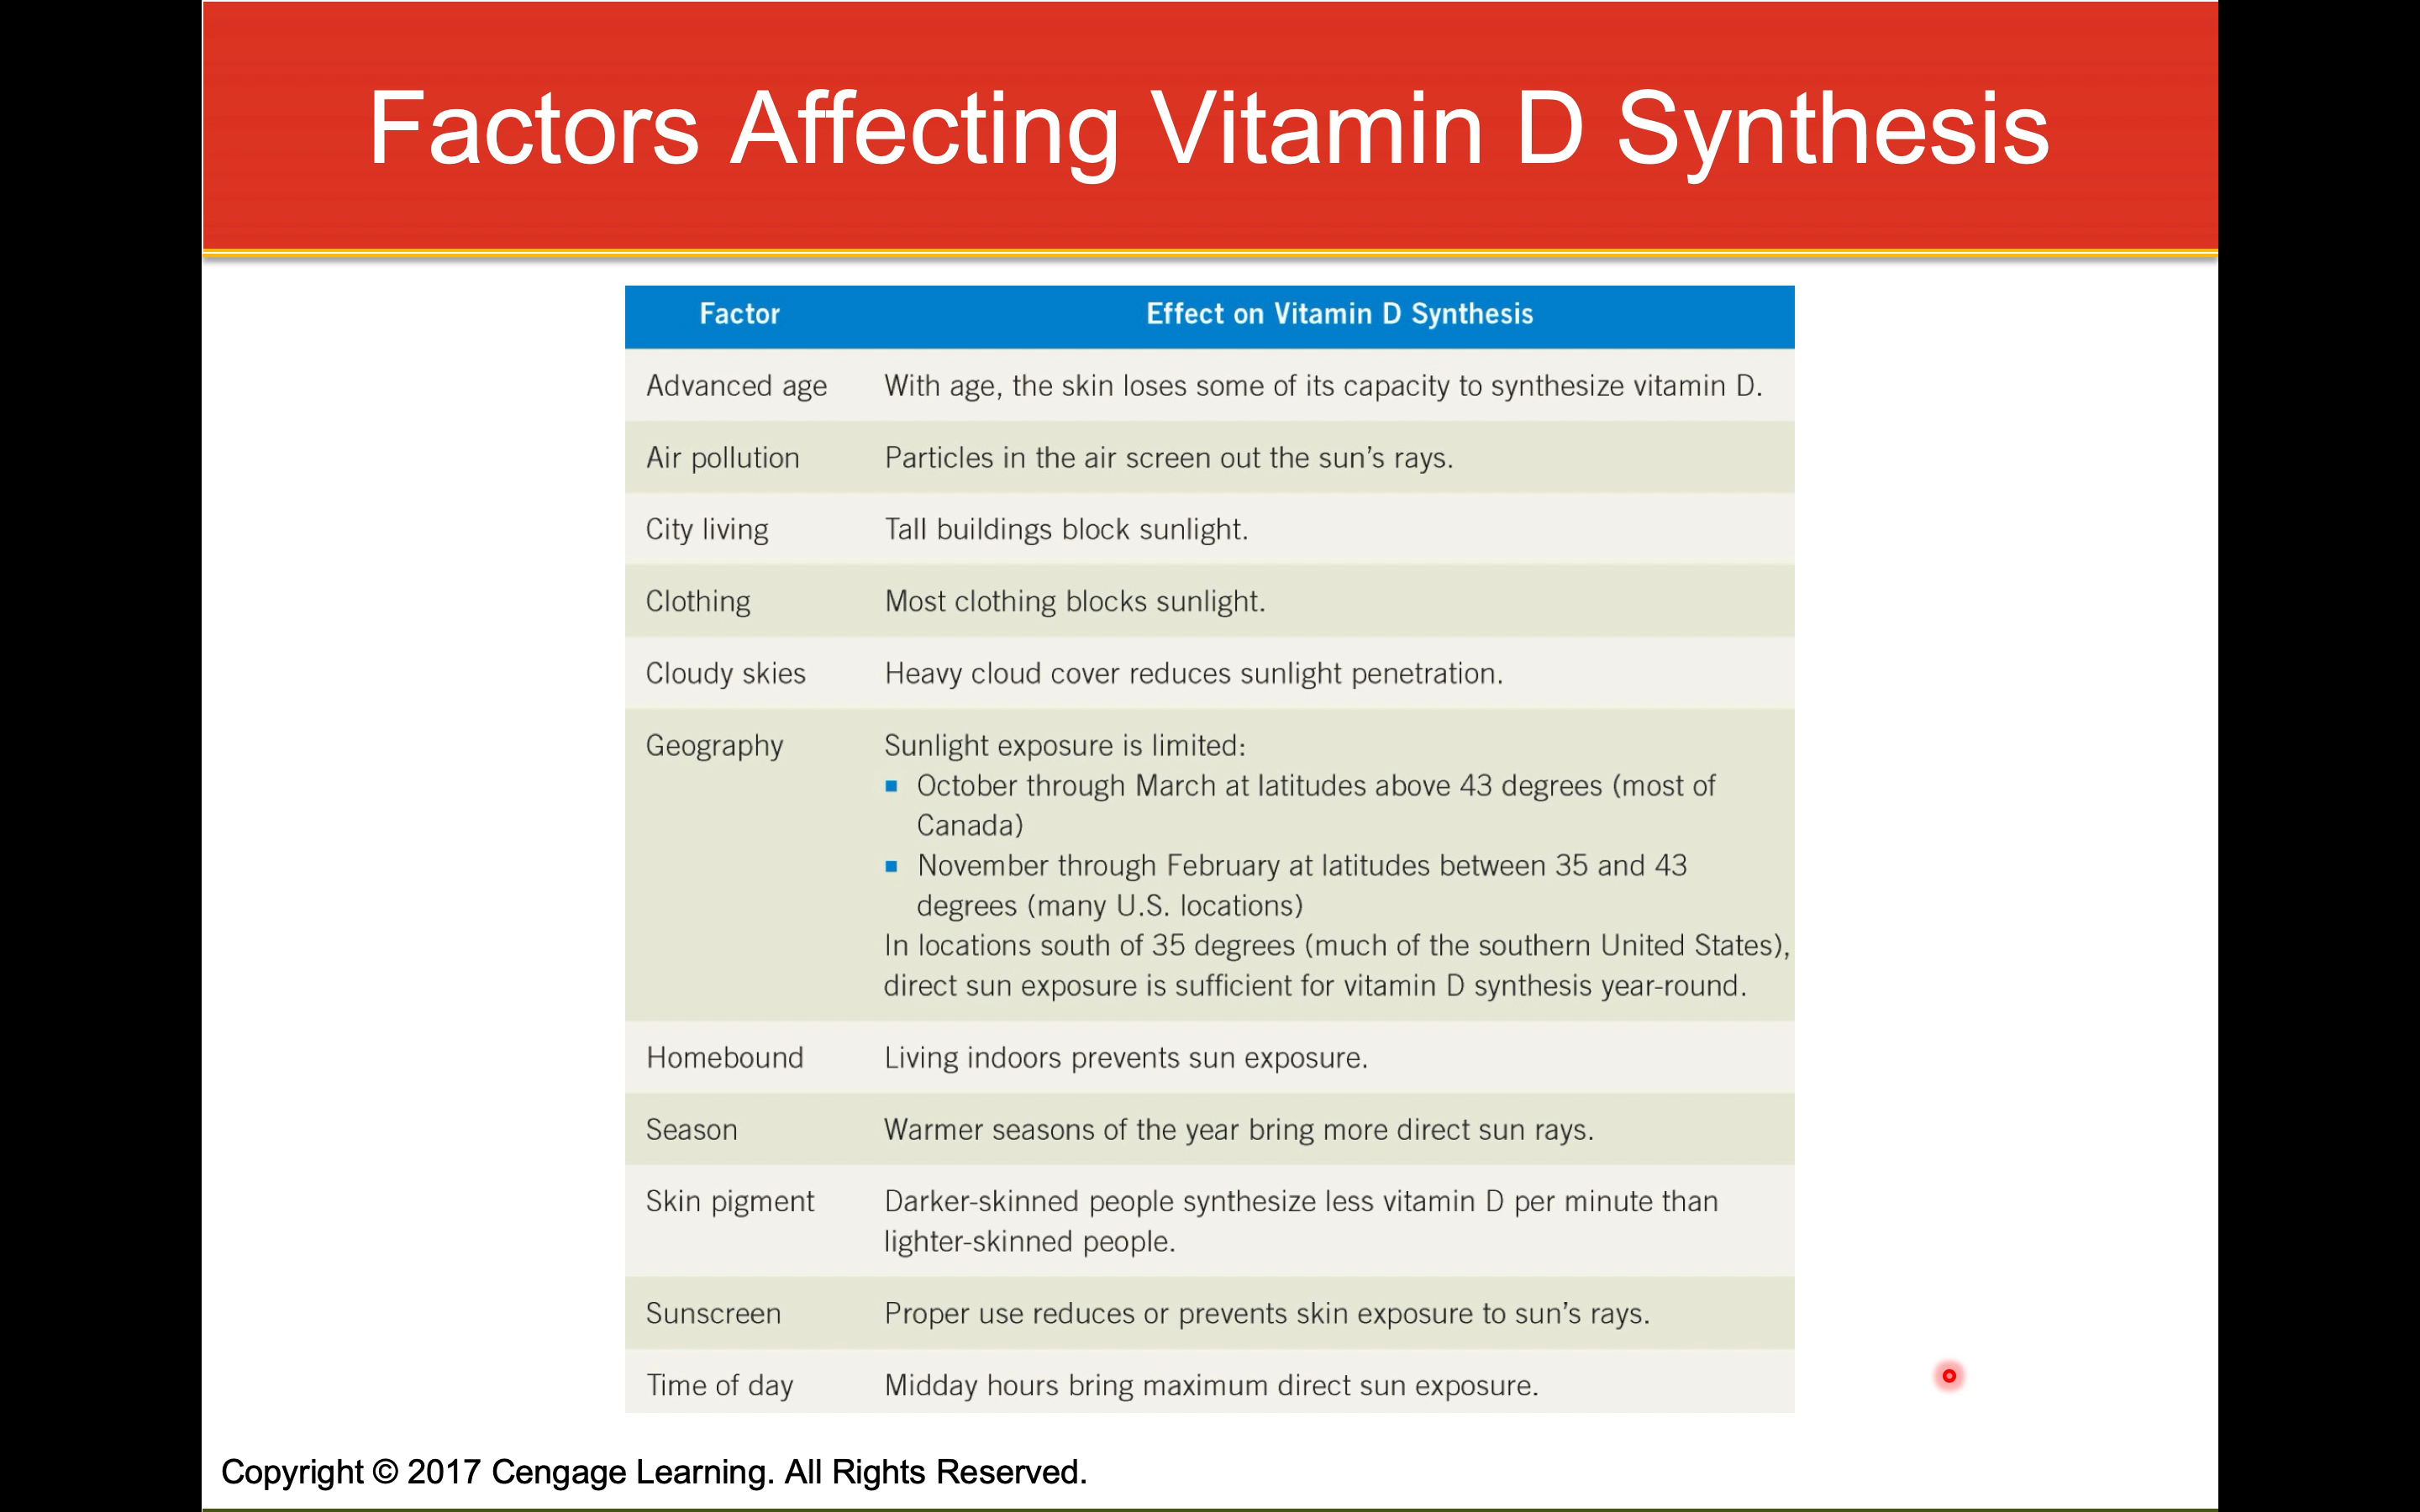 Factors Affecting Vitamin D Synthesis
Factor Effect on Vitamin D Synthesis
Advanced age With age, the skin loses some of its capacity to synthesize vitamin D.
Air pollution Particles in the air screen out the sun’s rays.
City living Tall buildings block sunlight.
Clothing Most clothing blocks sunlight.
Cloudy skies Heavy cloud cover reduces sunlight penetration.
Geography Sunlight exposure is limited:
■ October through March at latitudes above 43 degrees (most of
Canada)
■ November through February at latitudes between 35 and 43
degrees (many U.S. locations)
In locations south of 35 degrees (much of the southern United States),
direct sun exposure is sufficient for vitamin D synthesis year-round.
Homebound Living indoors prevents sun exposure.
Season Warmer seasons of the year bring more direct sun rays.
Skin pigment Darker-skinned people synthesize less vitamin D per minute than
lighter-skinned people.
Sunscreen Proper use reduces or prevents skin exposure to sun’s rays.
Time of day Midday hours bring maximum direct sun exposure.
Copyright © 2017 Cengage Learning. All Rights Reserved.